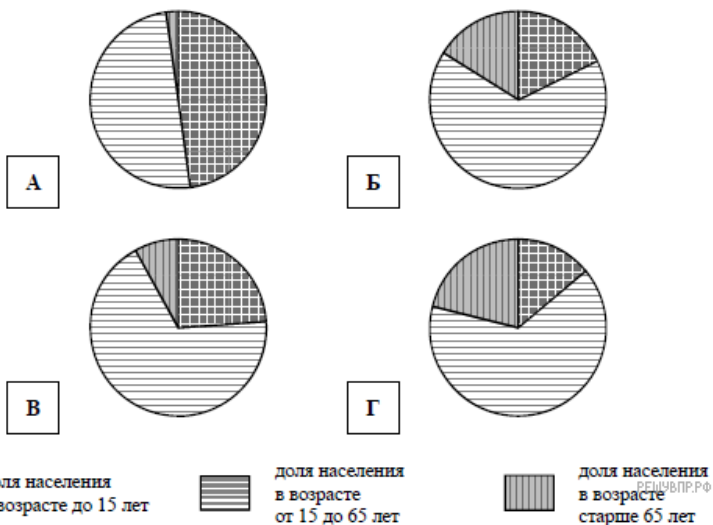 А
Б
В
Г
ля населения
возрасте до 15 лет
доля населения
в возрасте
от 15 до 65 лет
доля населения
в возрасте
старше 65 лет
РЕШУВПР.РФ